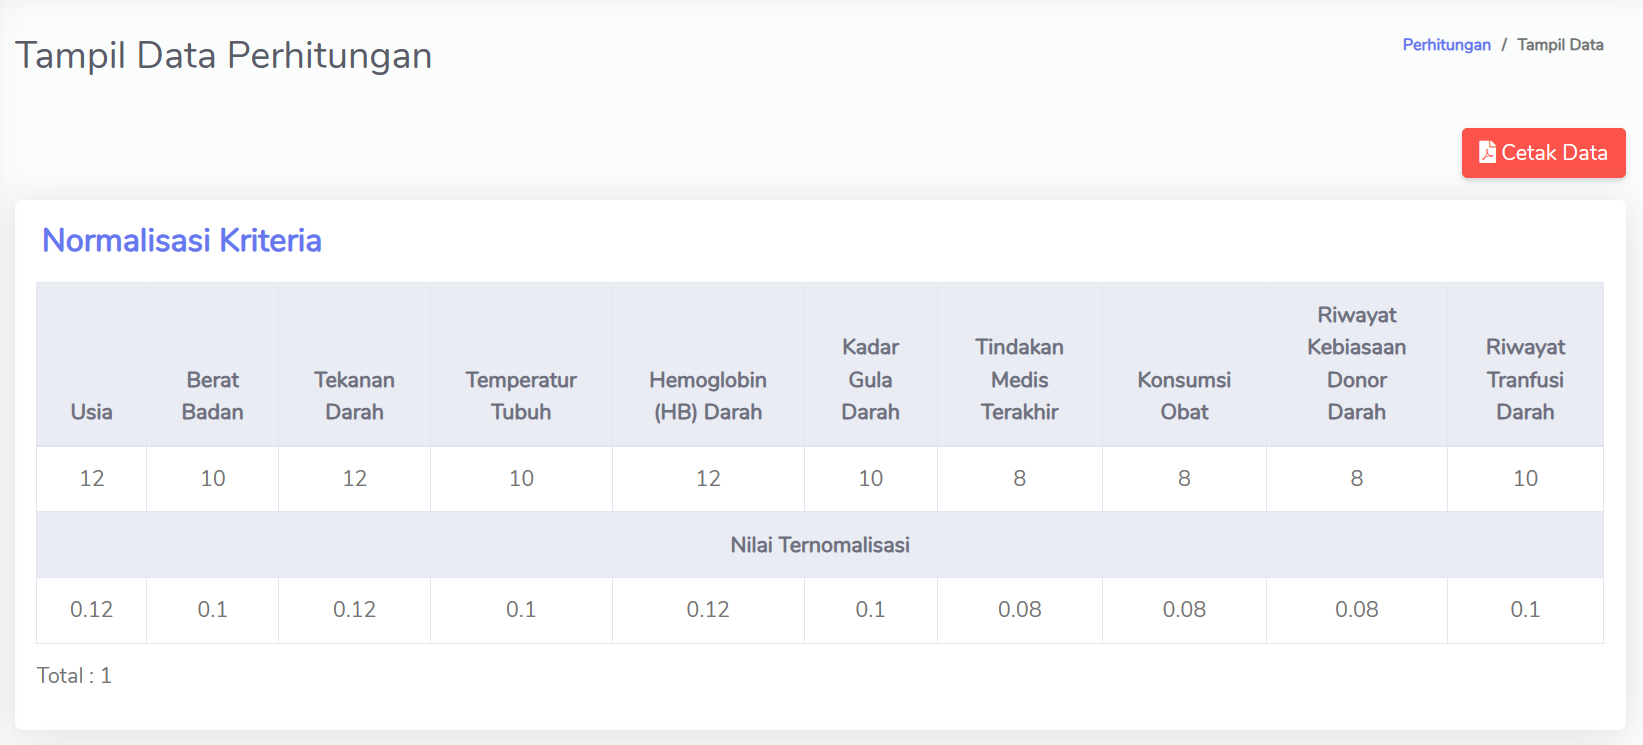 Tampil Data Perhitungan
Perhitungan / Tampil Data
Cetak Data
Normalisasi Kriteria
Usia
Berat
Badan
Tekanan
Darah
Temperatur
Tubuh
Hemoglobin
(HB) Darah
Kadar
Gula
Darah
Tindakan
Medis
Terakhir
Konsumsi
Obat
Riwayat
Kebiasaan
Donor
Darah
Riwayat
Tranfusi
Darah
12 10 12 10 12 10 8 8 8 10
Nilai Ternomalisasi
0.12 0.1 0.12 0.1 0.12 0.1 0.08 0.08 0.08 0.1
Total : 1